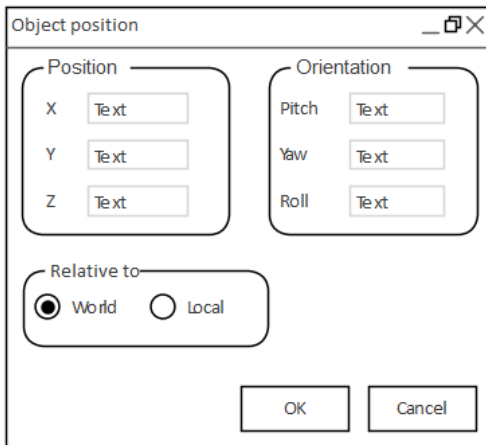 Object position
Position
X Text
Y Text
Z Text
Orientation
Pitch Text
Yaw Text
Roll Text
Relative to
World Local
OK Cancel